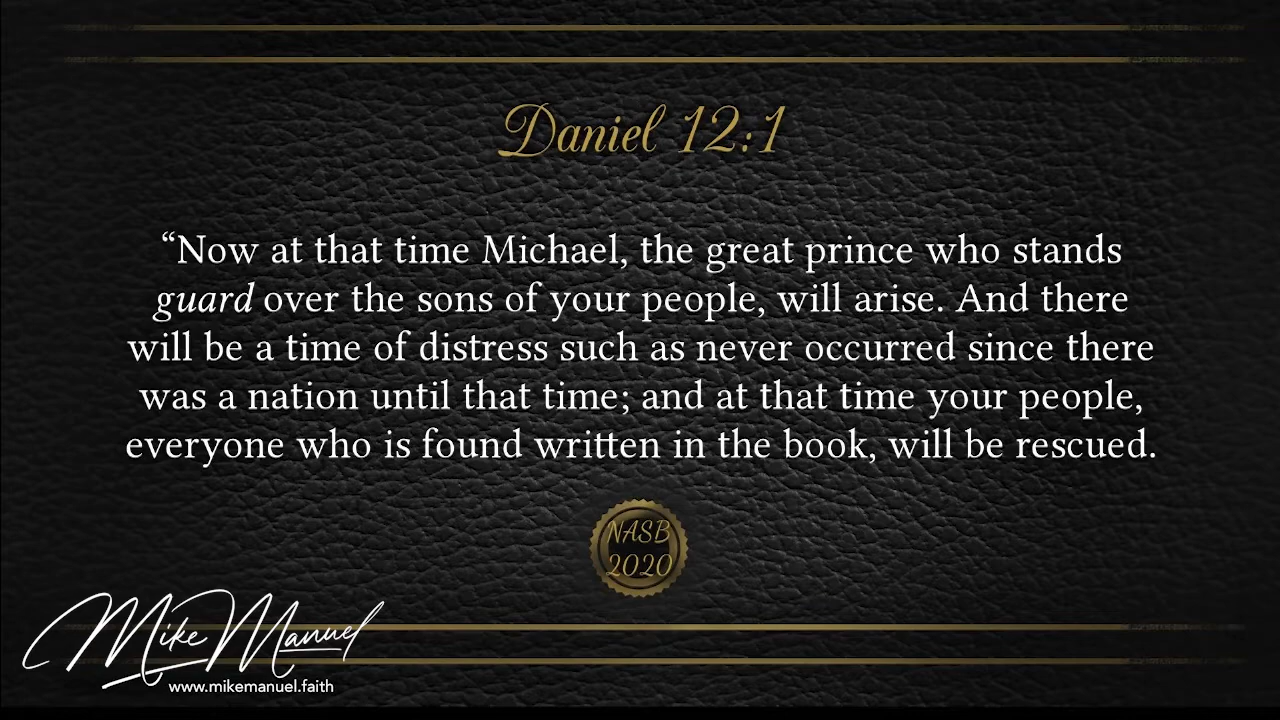 Daniel 12:1
“Now at that time Michael, the great prince who stands
guard over the sons of your people, will arise. And there
will be a time of distress such as never occurred since there
was a nation until that time; and at that time your people,
everyone who is found written in the book, will be rescued.
NASB
2020
Mike Manuel
www.mikemanuel.faith